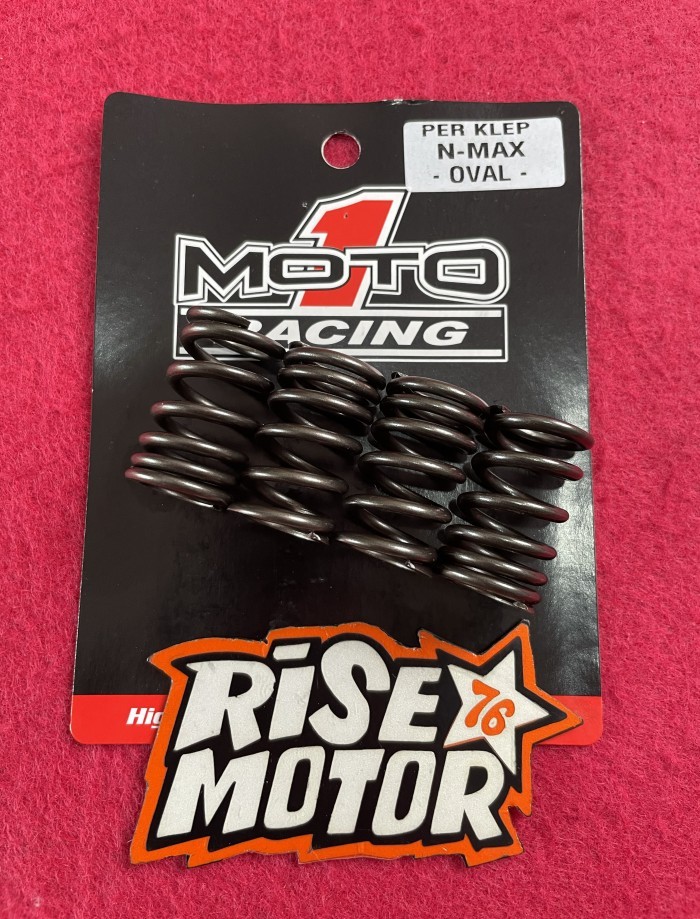 PER KLEP
N-MAX
- OVAL -
MOTO 1
RACING
RiSE
76
MOTOR